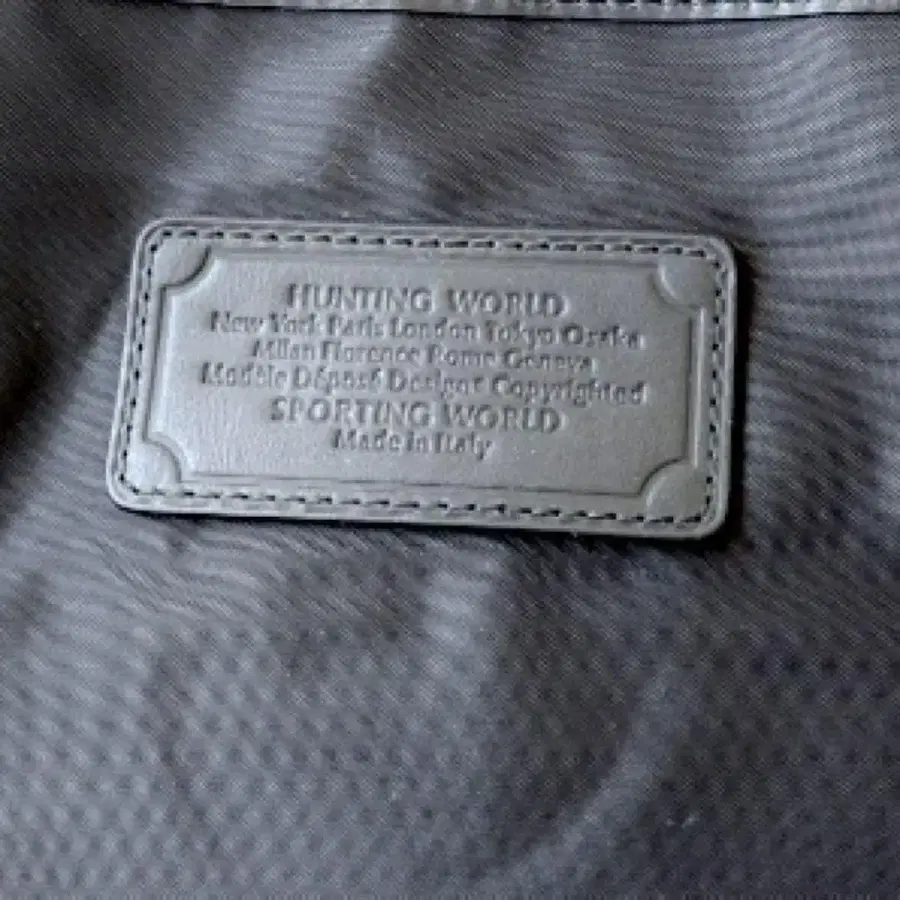 HUNTING WORLD
New York Paris London Tokyo Osaka
Milan Florence Rome Geneva
Modèle Déposé Designs Copyrighted
SPORTING WORLD
Made in Italy